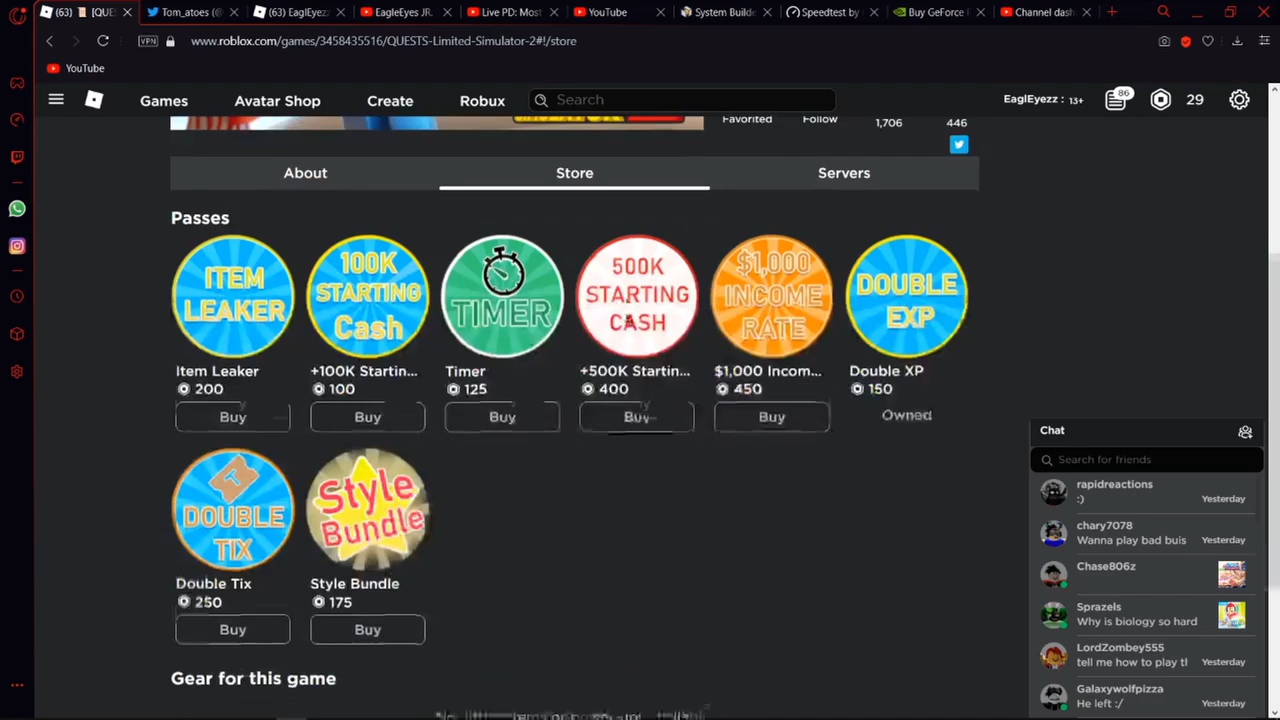 (63) [QUES
Tom_atoes (@
(63) EaglEyezz
EagleEyes JR.
Live PD: Most
YouTube
System Builde
Speedtest by
Buy GeForce
Channel dash
VPN
www.roblox.com/games/3458435516/QUESTS-Limited-Simulator-2#!/store
YouTube
Games
Avatar Shop
Create
Robux
Search
EaglEyezz : 13+
86
29
Favorited
Follow
1,706
446
About
Store
Servers
Passes
ITEM
LEAKER
100K
STARTING
Cash
TIMER
500K
STARTING
CASH
$1,000
INCOME
RATE
DOUBLE
EXP
Item Leaker
+100K Startin...
Timer
+500K Startin...
$1,000 Incom...
Double XP
200
100
125
400
450
150
Buy
Buy
Buy
Buy
Buy
Owned
T
DOUBLE
TIX
Style
Bundle
Double Tix
Style Bundle
250
175
Buy
Buy
Gear for this game
Chat
Search for friends
rapidreactions
:)
Yesterday
chary7078
Wanna play bad buis
Yesterday
Chase806z
Sprazels
Why is biology so hard
LordZombey555
tell me how to play tl
Yesterday
Galaxywolfpizza
He left :/
Yesterday